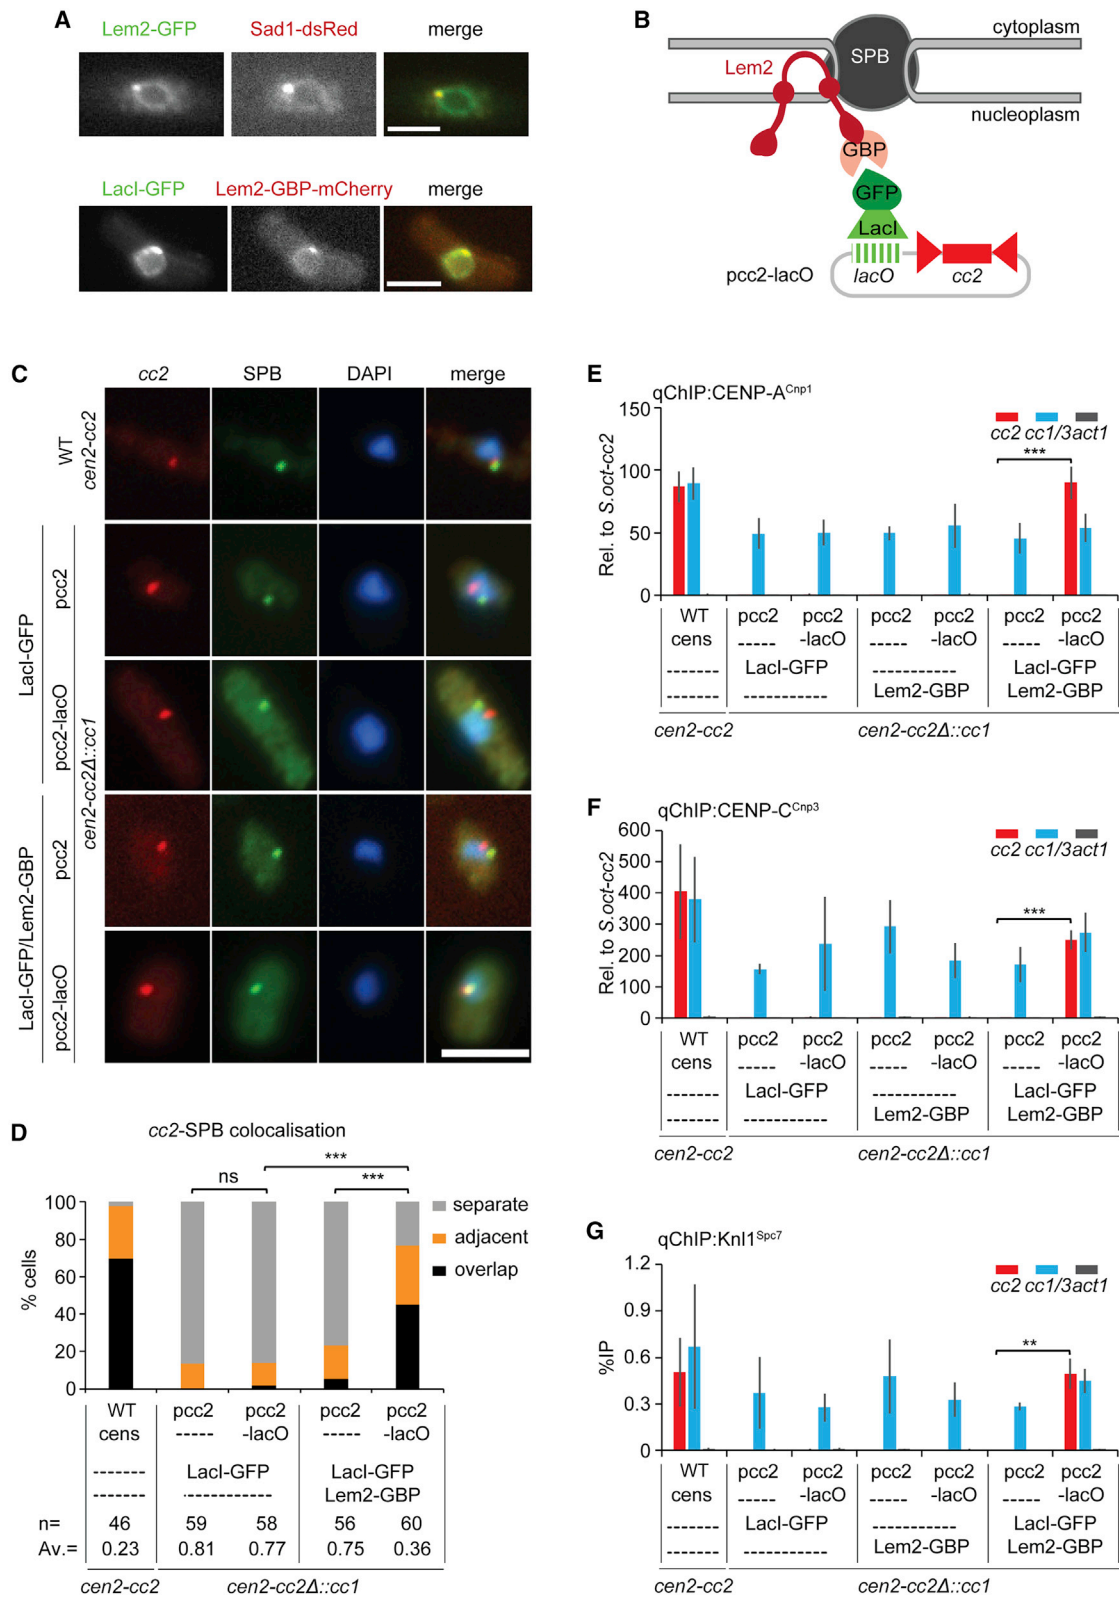 A
Lem2-GFP Sad1-dsRed merge
LacI-GFP Lem2-GBP-mCherry merge
B
cytoplasm
SPB
Lem2
nucleoplasm
GBP
GFP
LacI
pcc2-lacO lacO cc2
C
cc2 SPB DAPI merge
WT
cen2-cc2
LacI-GFP
pcc2
pcc2-lacO
cen2-cc2Δ::cc1
LacI-GFP/Lem2-GBP
pcc2
pcc2-lacO
D
cc2-SPB colocalisation
***
ns ***
separate
adjacent
overlap
% cells
100
80
60
40
20
0
WT cens pcc2 ----- pcc2 -lacO pcc2 ----- pcc2 -lacO
-------- LacI-GFP LacI-GFP
-------- ------------- Lem2-GBP
n= 46 59 58 56 60
Av.= 0.23 0.81 0.77 0.75 0.36
cen2-cc2 cen2-cc2Δ::cc1
E
qChIP:CENP-ACnp1
cc2 cc1/3 act1
***
Rel. to S.oct-cc2
150
100
50
0
WT cens pcc2 ----- pcc2 -lacO pcc2 ----- pcc2 -lacO pcc2 ----- pcc2 -lacO
-------- LacI-GFP ------------- LacI-GFP
-------- ------------- Lem2-GBP Lem2-GBP
cen2-cc2 cen2-cc2Δ::cc1
F
qChIP:CENP-CCnp3
cc2 cc1/3 act1
***
Rel. to S.oct-cc2
600
500
400
300
200
100
0
WT cens pcc2 ----- pcc2 -lacO pcc2 ----- pcc2 -lacO pcc2 ----- pcc2 -lacO
-------- LacI-GFP ------------- LacI-GFP
-------- ------------- Lem2-GBP Lem2-GBP
cen2-cc2 cen2-cc2Δ::cc1
G
qChIP:Knl1Spc7
cc2 cc1/3 act1
**
%IP
1.2
0.9
0.6
0.3
0
WT cens pcc2 ----- pcc2 -lacO pcc2 ----- pcc2 -lacO pcc2 ----- pcc2 -lacO
-------- LacI-GFP ------------- LacI-GFP
-------- ------------- Lem2-GBP Lem2-GBP
cen2-cc2 cen2-cc2Δ::cc1